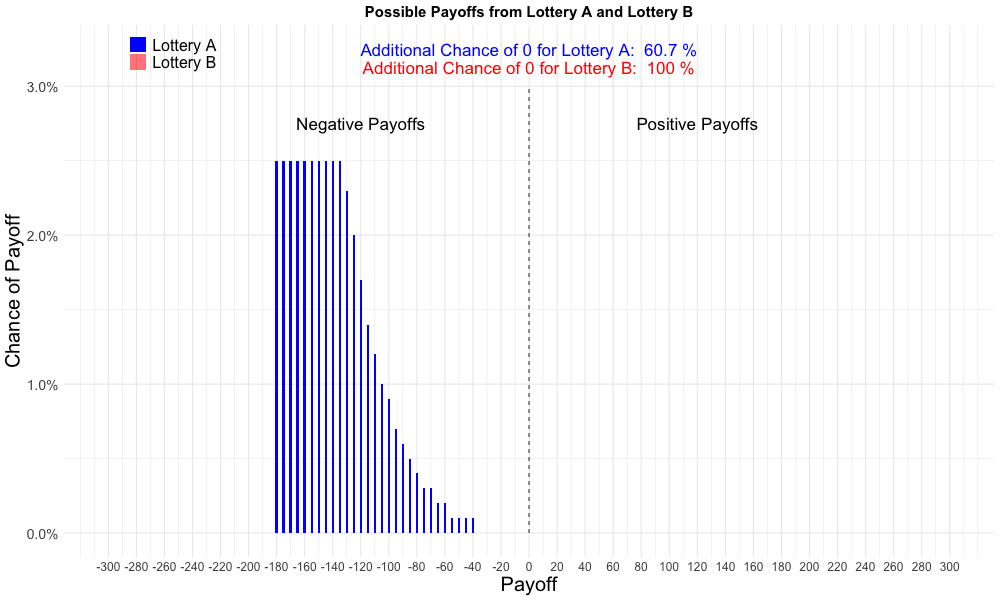 Possible Payoffs from Lottery A and Lottery B
Lottery A
Lottery B
Additional Chance of 0 for Lottery A:  60.7 %
Additional Chance of 0 for Lottery B:  100 %
Negative Payoffs
Positive Payoffs
Chance of Payoff
3.0%
2.0%
1.0%
0.0%
-300 -280 -260 -240 -220 -200 -180 -160 -140 -120 -100 -80 -60 -40 -20 0 20 40 60 80 100 120 140 160 180 200 220 240 260 280 300
Payoff